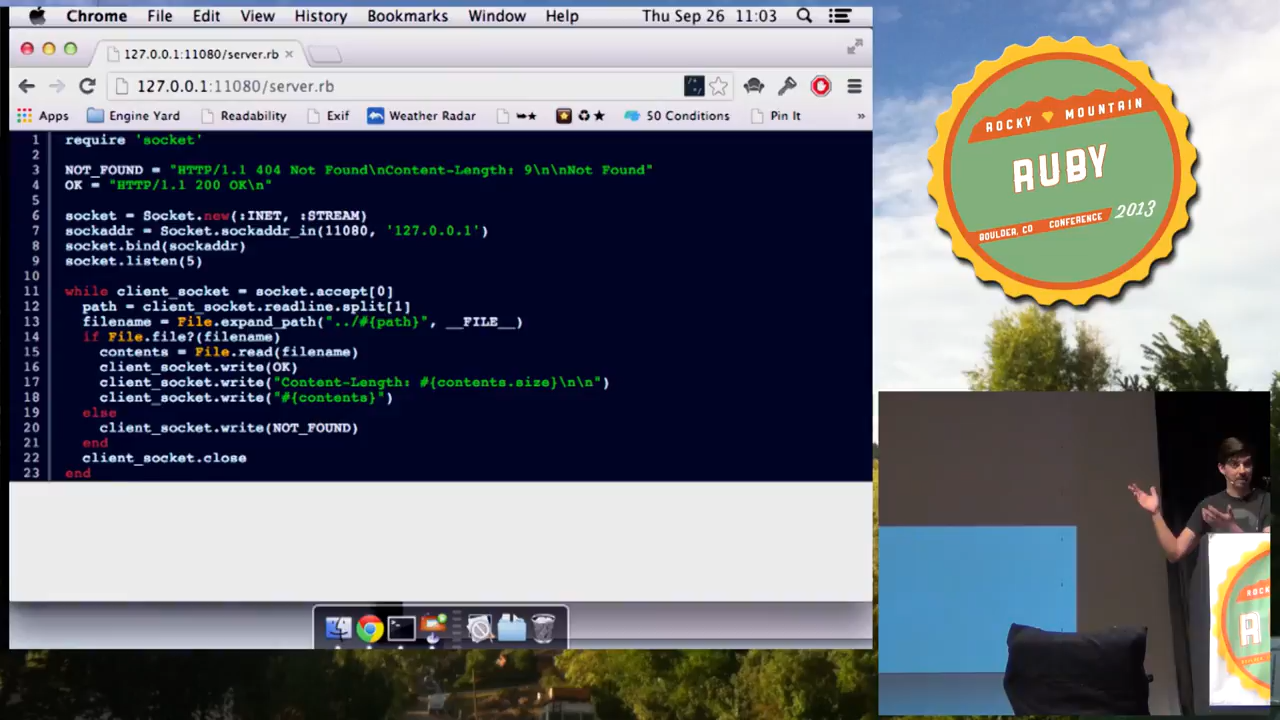 Chrome File Edit View History Bookmarks Window Help Thu Sep 26 11:03
127.0.0.1:11080/server.rb
127.0.0.1:11080/server.rb
Apps Engine Yard Readability Exif Weather Radar 50 Conditions Pin It »
1 require 'socket'
2
3 NOT_FOUND = "HTTP/1.1 404 Not Found\nContent-Length: 9\n\nNot Found"
4 OK = "HTTP/1.1 200 OK\n"
5
6 socket = Socket.new(:INET, :STREAM)
7 sockaddr = Socket.sockaddr_in(11080, '127.0.0.1')
8 socket.bind(sockaddr)
9 socket.listen(5)
10
11 while client_socket = socket.accept[0]
12 path = client_socket.readline.split[1]
13 filename = File.expand_path("../#{path}", __FILE__)
14 if File.file?(filename)
15 contents = File.read(filename)
16 client_socket.write(OK)
17 client_socket.write("Content-Length: #{contents.size}\n\n")
18 client_socket.write("#{contents}")
19 else
20 client_socket.write(NOT_FOUND)
21 end
22 client_socket.close
23 end
ROCKY MOUNTAIN
RUBY
BOULDER, CO CONFERENCE 2013